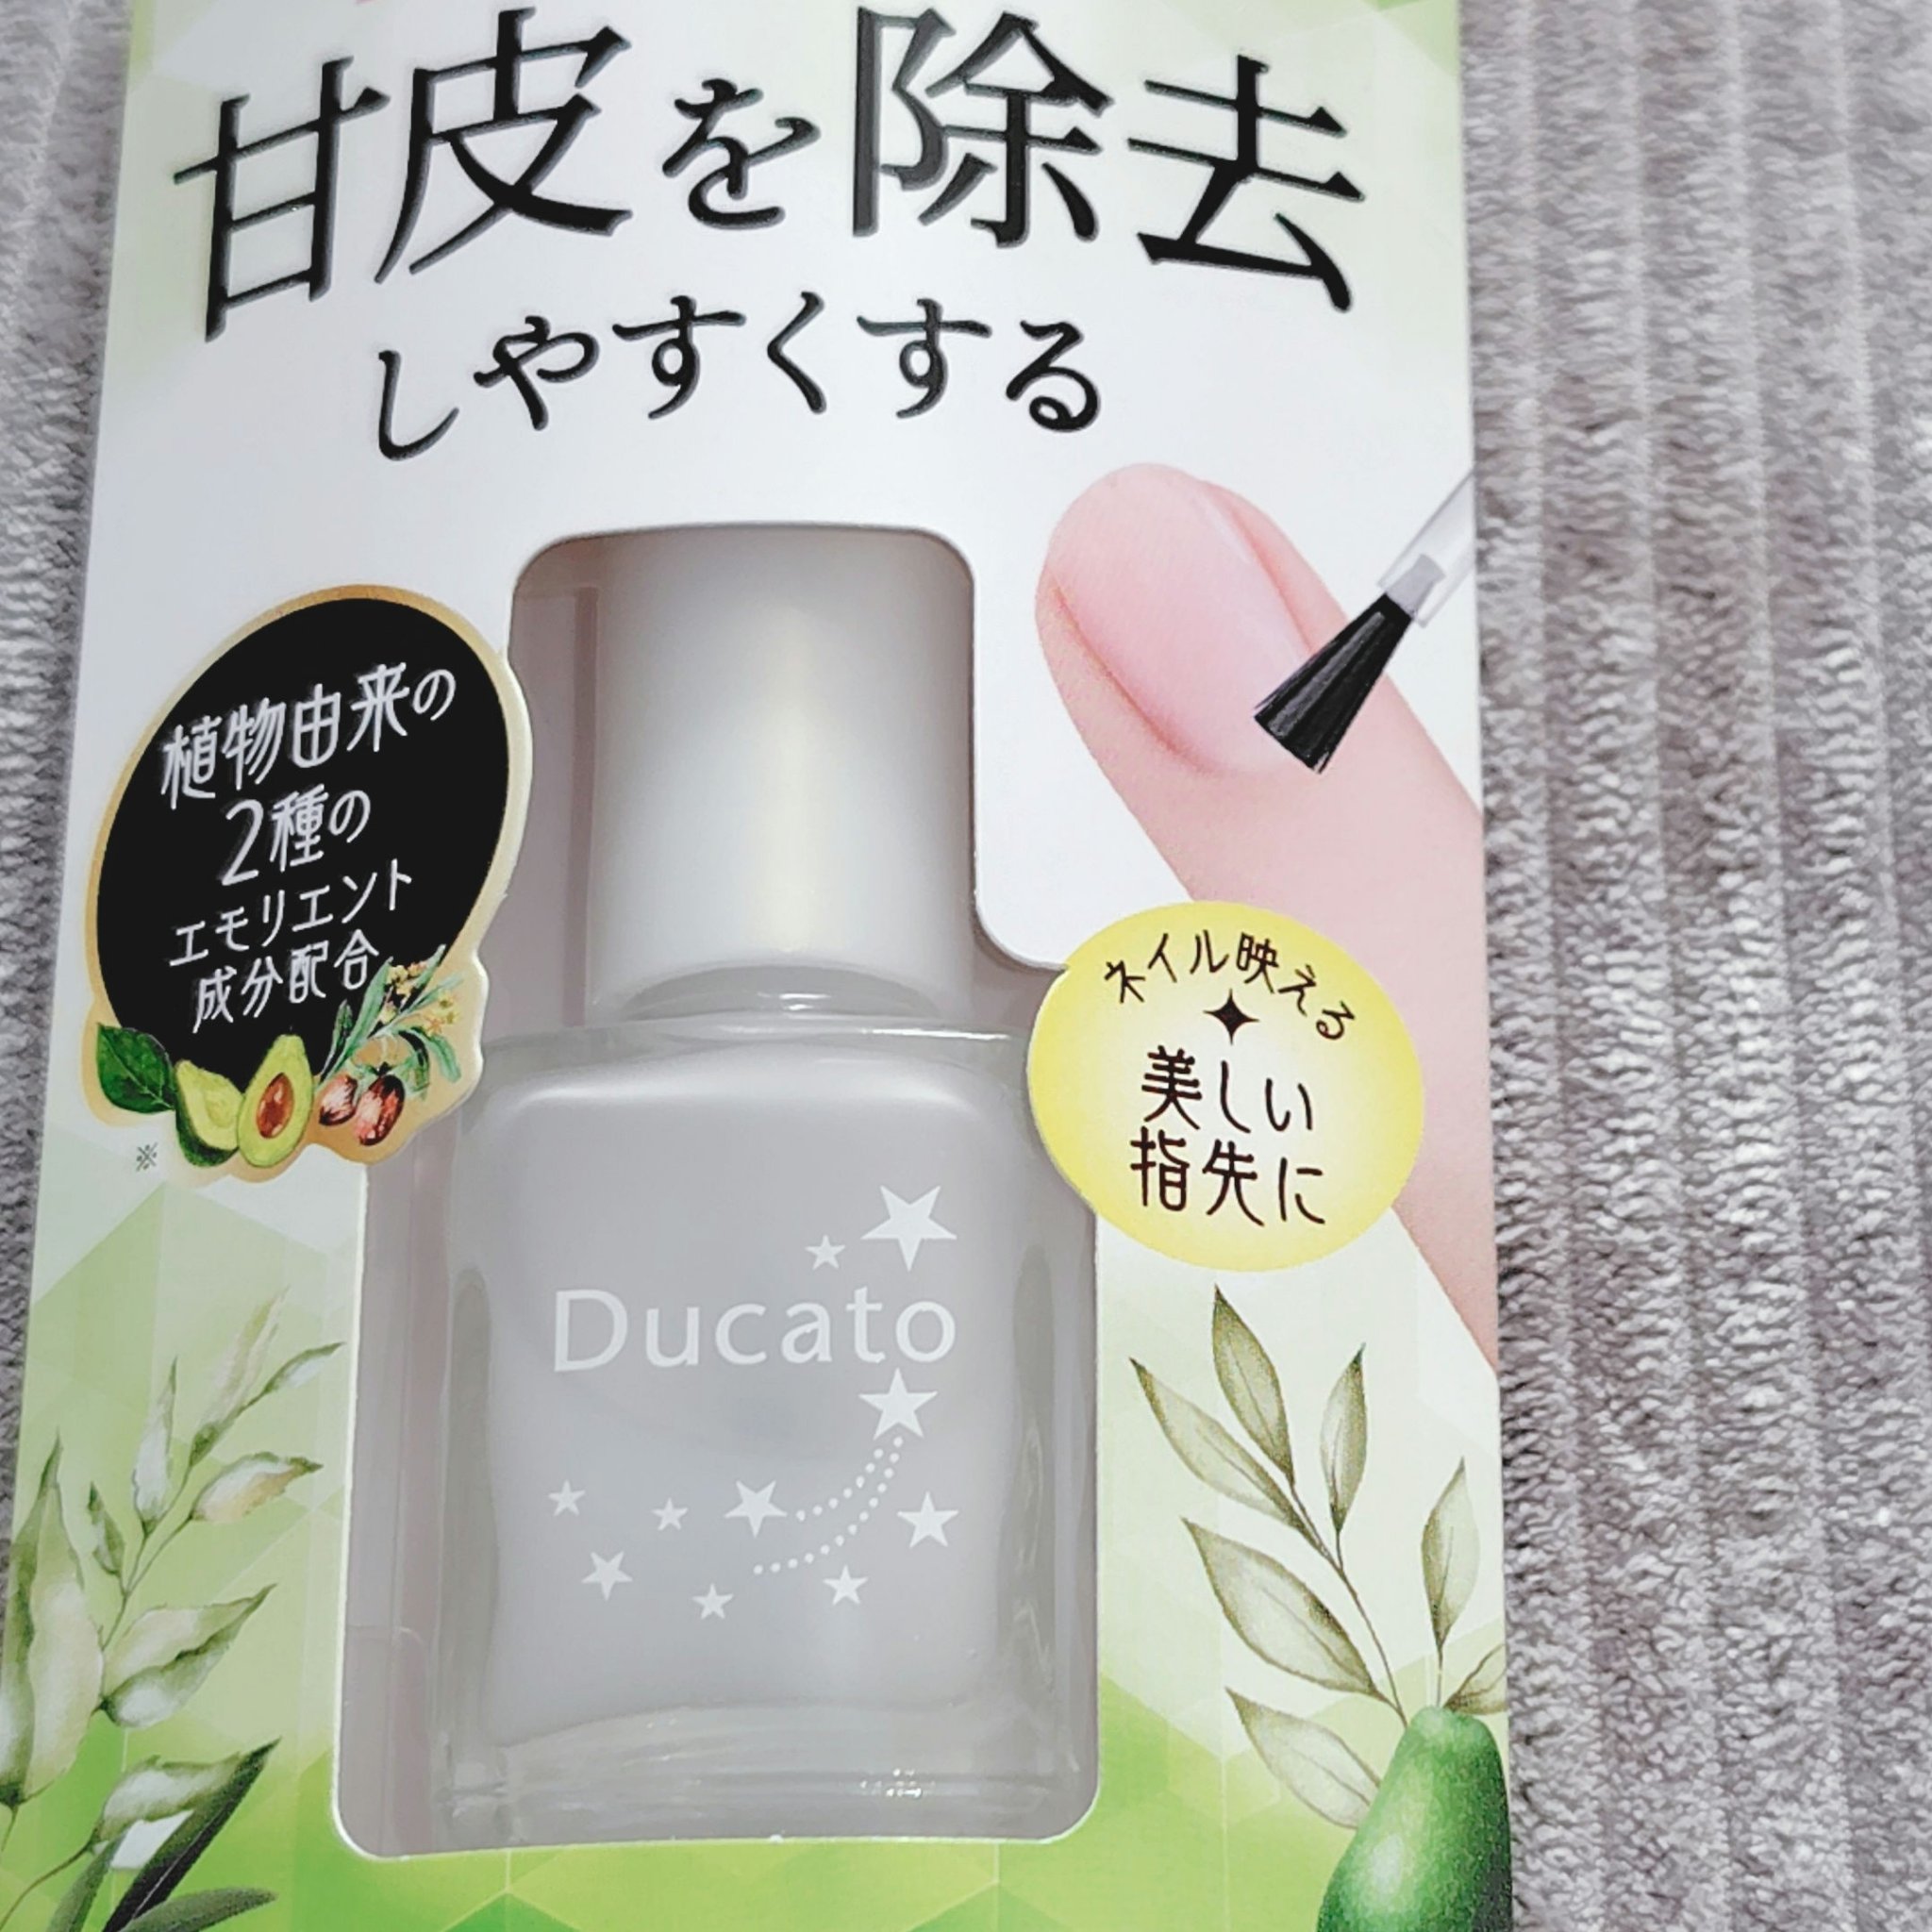 甘皮を除去
しやすくする
植物由来の
2種の
エモリエント
成分配合
※
ネイル映える
美しい
指先に
Ducato